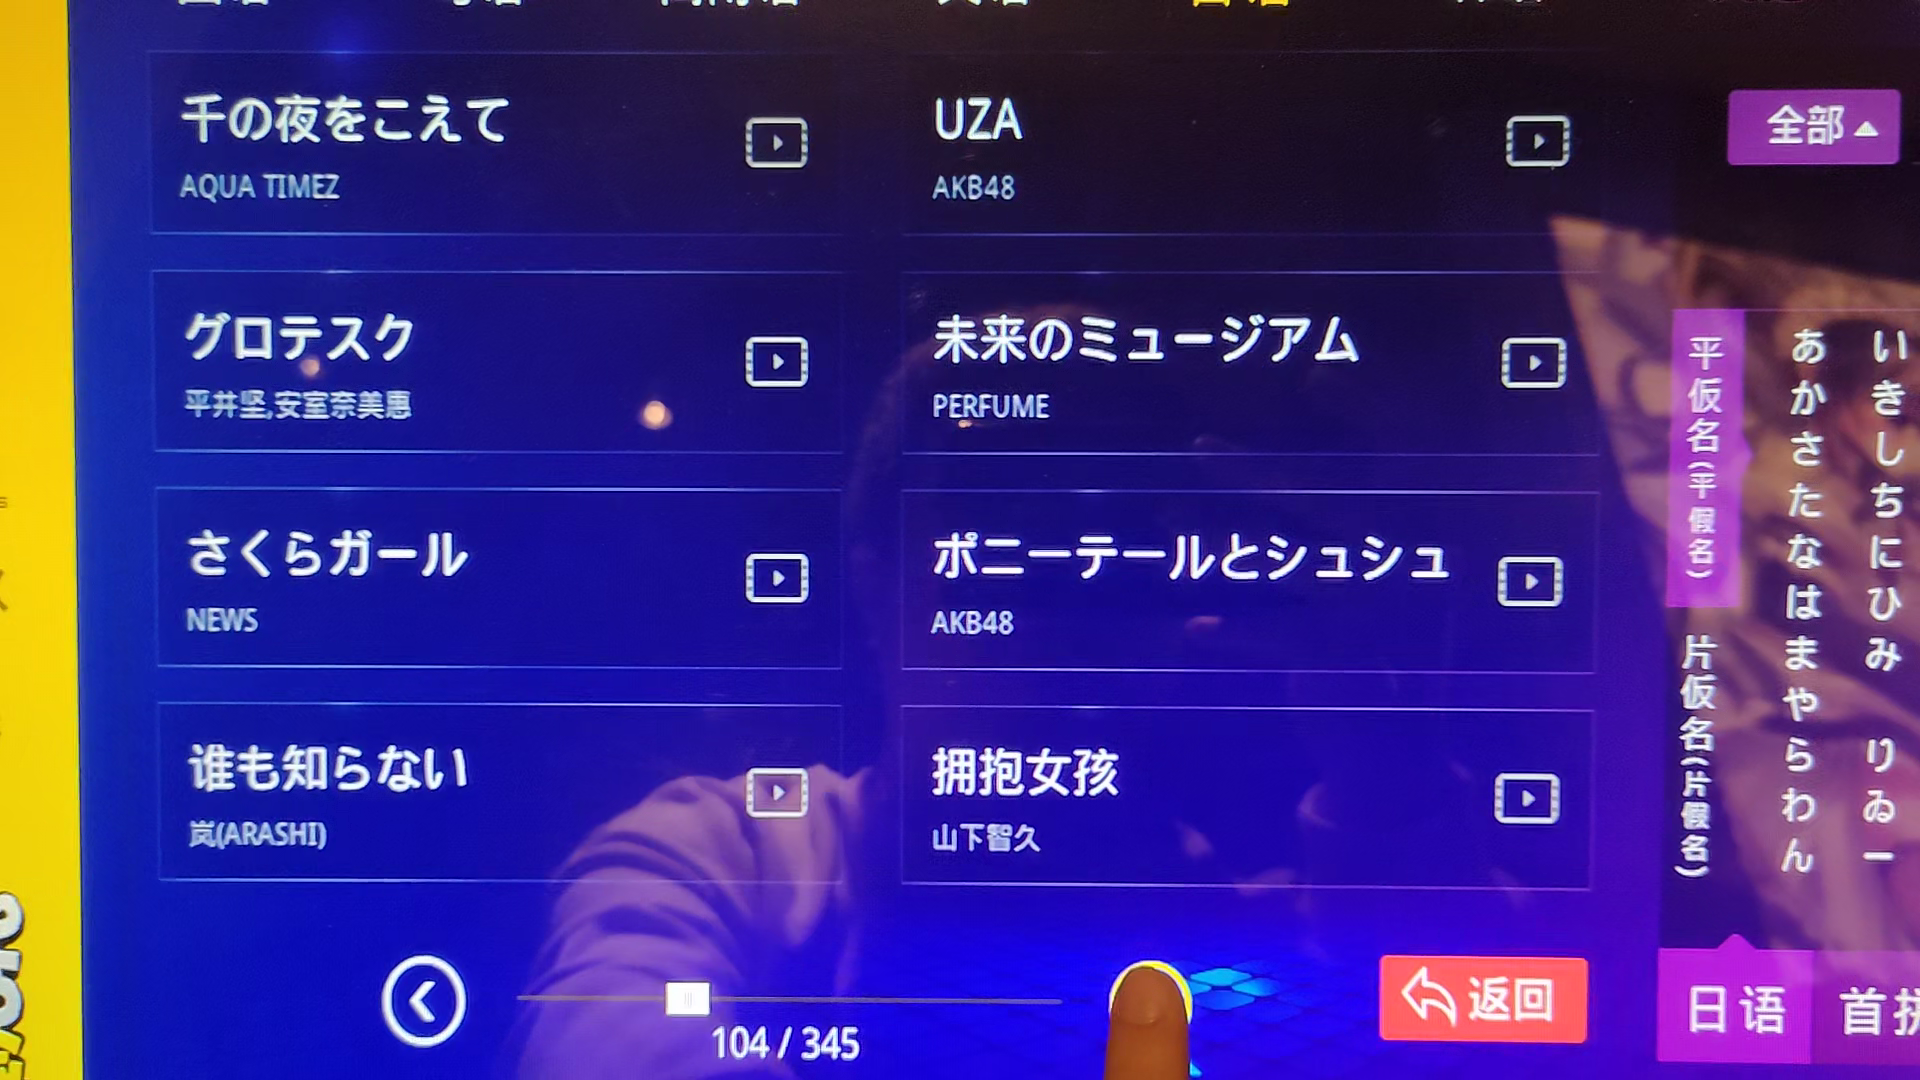 千の夜をこえて
AQUA TIMEZ
UZA
AKB48
全部
グロテスク
平井坚,安室奈美惠
未来のミュージアム
PERFUME
さくらガール
NEWS
ポニーテールとシュシュ
AKB48
谁も知らない
岚(ARASHI)
拥抱女孩
山下智久
平仮名(平假名)
片仮名(片假名)
あかさたなはまやらわん
いきしちにひみ りゐー
104 / 345
返回
日语
首拼